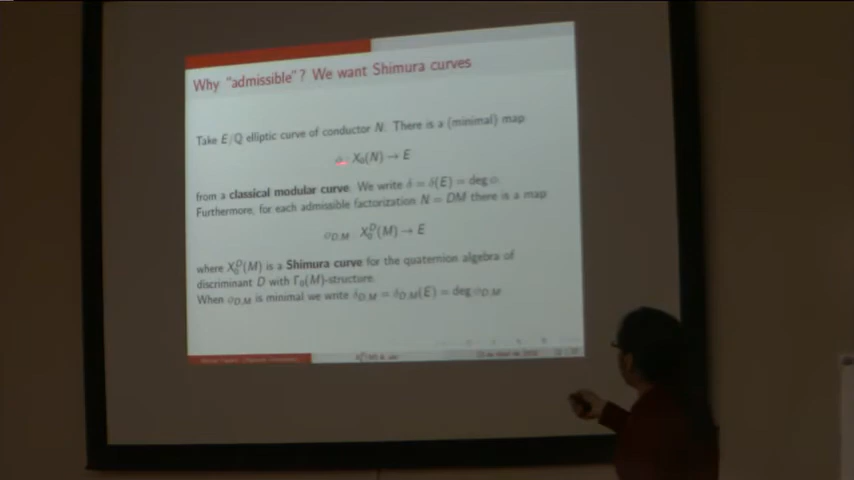 Why "admissible"? We want Shimura curves
Take E/Q elliptic curve of conductor N. There is a (minimal) map
X₀(N) → E
from a classical modular curve. We write δ = δ(E) = deg φ.
Furthermore, for each admissible factorization N = DM there is a map
φ_{D,M} : X₀ᴰ(M) → E
where X₀ᴰ(M) is a Shimura curve for the quaternion algebra of
discriminant D with Γ₀(M)-structure.
When φ_{D,M} is minimal we write δ_{D,M} = δ_{D,M}(E) = deg φ_{D,M}